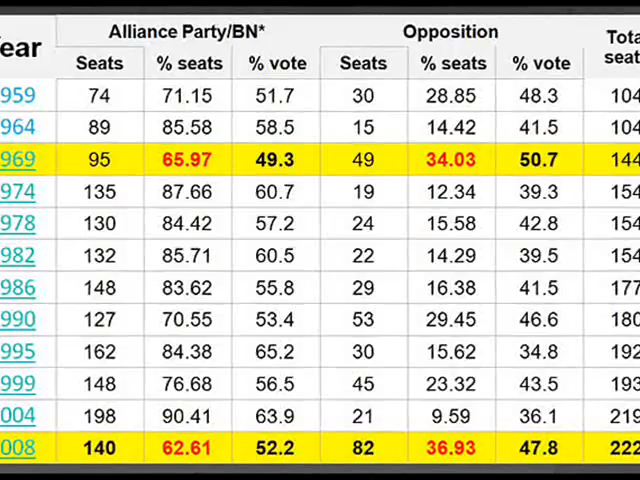 Alliance Party/BN* Opposition
ear Tota
Seats % seats % vote Seats % seats % vote seat
959 74 71.15 51.7 30 28.85 48.3 104
964 89 85.58 58.5 15 14.42 41.5 104
969 95 65.97 49.3 49 34.03 50.7 144
974 135 87.66 60.7 19 12.34 39.3 154
978 130 84.42 57.2 24 15.58 42.8 154
982 132 85.71 60.5 22 14.29 39.5 154
986 148 83.62 55.8 29 16.38 41.5 177
990 127 70.55 53.4 53 29.45 46.6 180
995 162 84.38 65.2 30 15.62 34.8 192
999 148 76.68 56.5 45 23.32 43.5 193
004 198 90.41 63.9 21 9.59 36.1 219
008 140 62.61 52.2 82 36.93 47.8 222